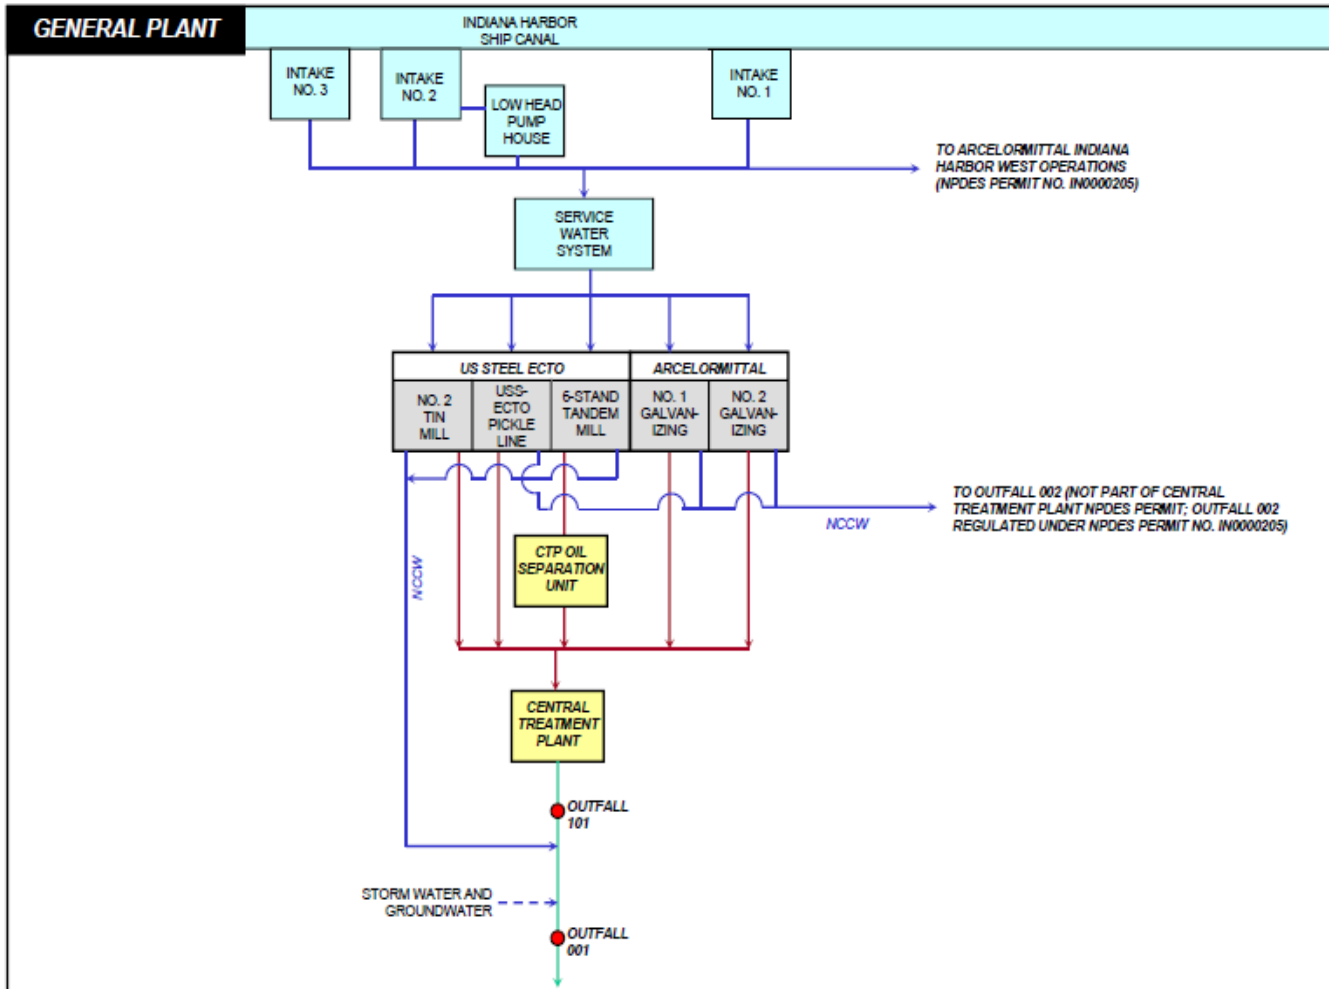 GENERAL PLANT
INDIANA HARBOR
SHIP CANAL
INTAKE
NO. 3
INTAKE
NO. 2
LOW HEAD
PUMP
HOUSE
INTAKE
NO. 1
TO ARCELORMITTAL INDIANA
HARBOR WEST OPERATIONS
(NPDES PERMIT NO. IN0000205)
SERVICE
WATER
SYSTEM
US STEEL ECTO
ARCELORMITTAL
NO. 2
TIN
MILL
USS-
ECTO
PICKLE
LINE
6-STAND
TANDEM
MILL
NO. 1
GALVAN-
IZING
NO. 2
GALVAN-
IZING
TO OUTFALL 002 (NOT PART OF CENTRAL
TREATMENT PLANT NPDES PERMIT; OUTFALL 002
REGULATED UNDER NPDES PERMIT NO. IN0000205)
NCCW
NCCW
CTP OIL
SEPARATION
UNIT
CENTRAL
TREATMENT
PLANT
OUTFALL
101
STORM WATER AND
GROUNDWATER
OUTFALL
001